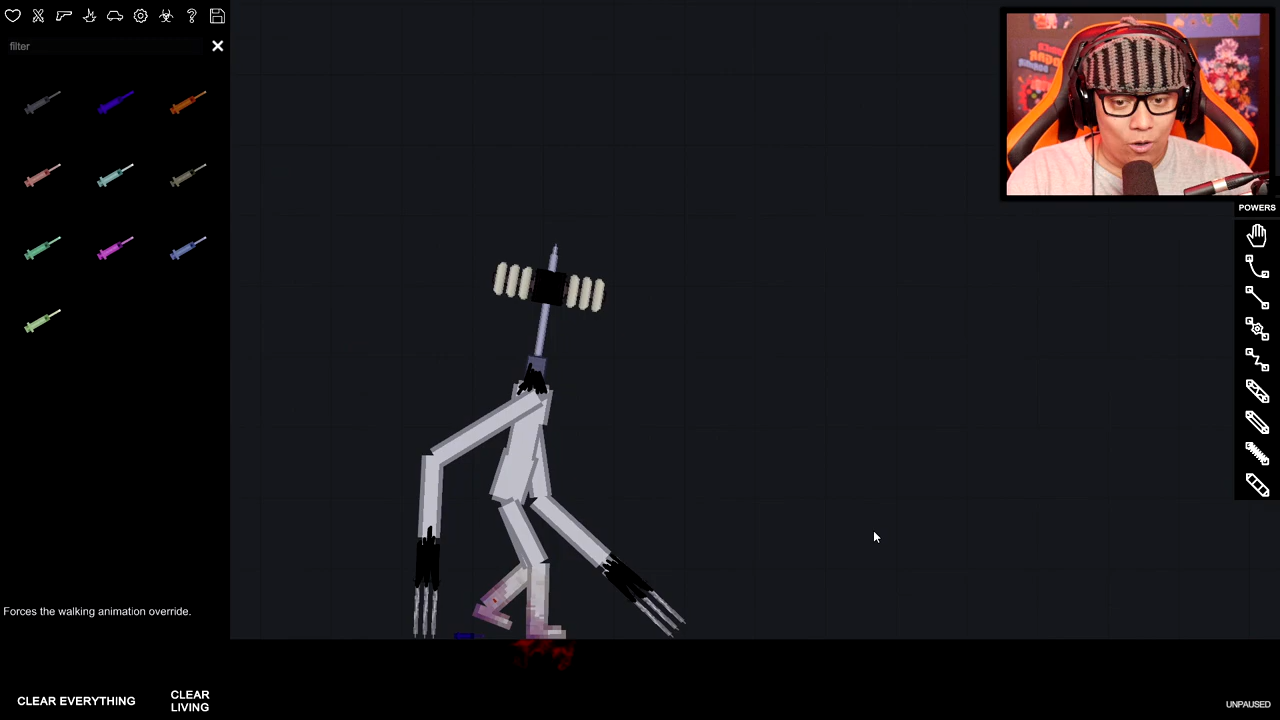 filter
POWERS
Forces the walking animation override.
CLEAR EVERYTHING
CLEAR
LIVING
UNPAUSED